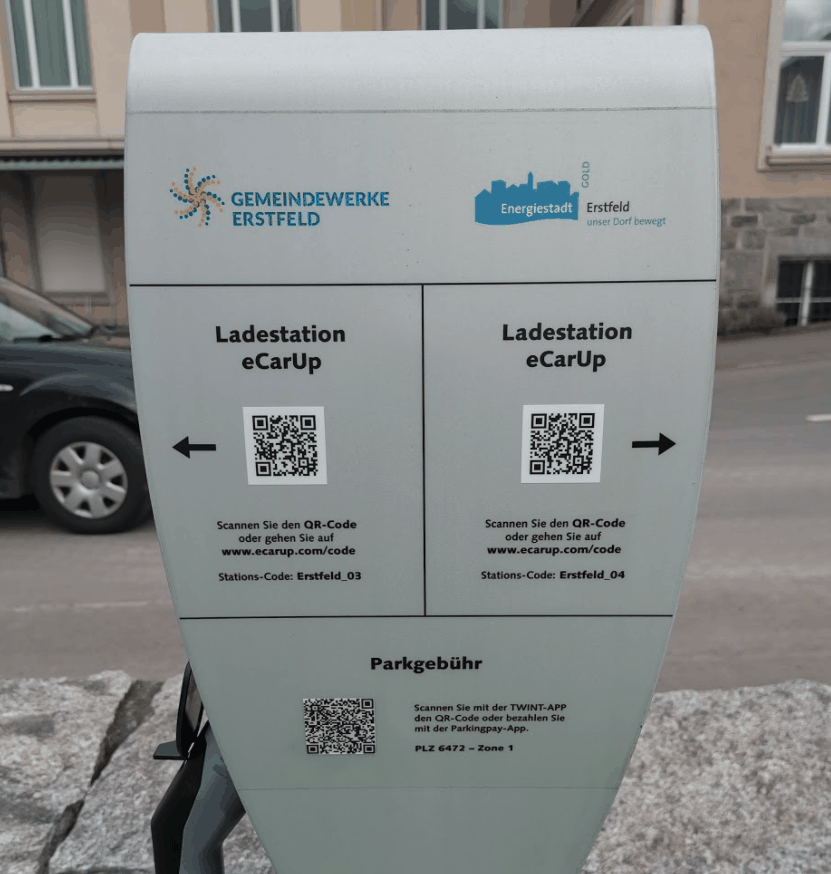 GEMEINDEWERKE
ERSTFELD
Energiestadt
GOLD
Erstfeld
unser Dorf bewegt
Ladestation
eCarUp
Scannen Sie den QR-Code
oder gehen Sie auf
www.ecarup.com/code
Stations-Code: Erstfeld_03
Ladestation
eCarUp
Scannen Sie den QR-Code
oder gehen Sie auf
www.ecarup.com/code
Stations-Code: Erstfeld_04
Parkgebühr
Scannen Sie mit der TWINT-APP
den QR-Code oder bezahlen Sie
mit der Parkingpay-App.
PLZ 6472 – Zone 1